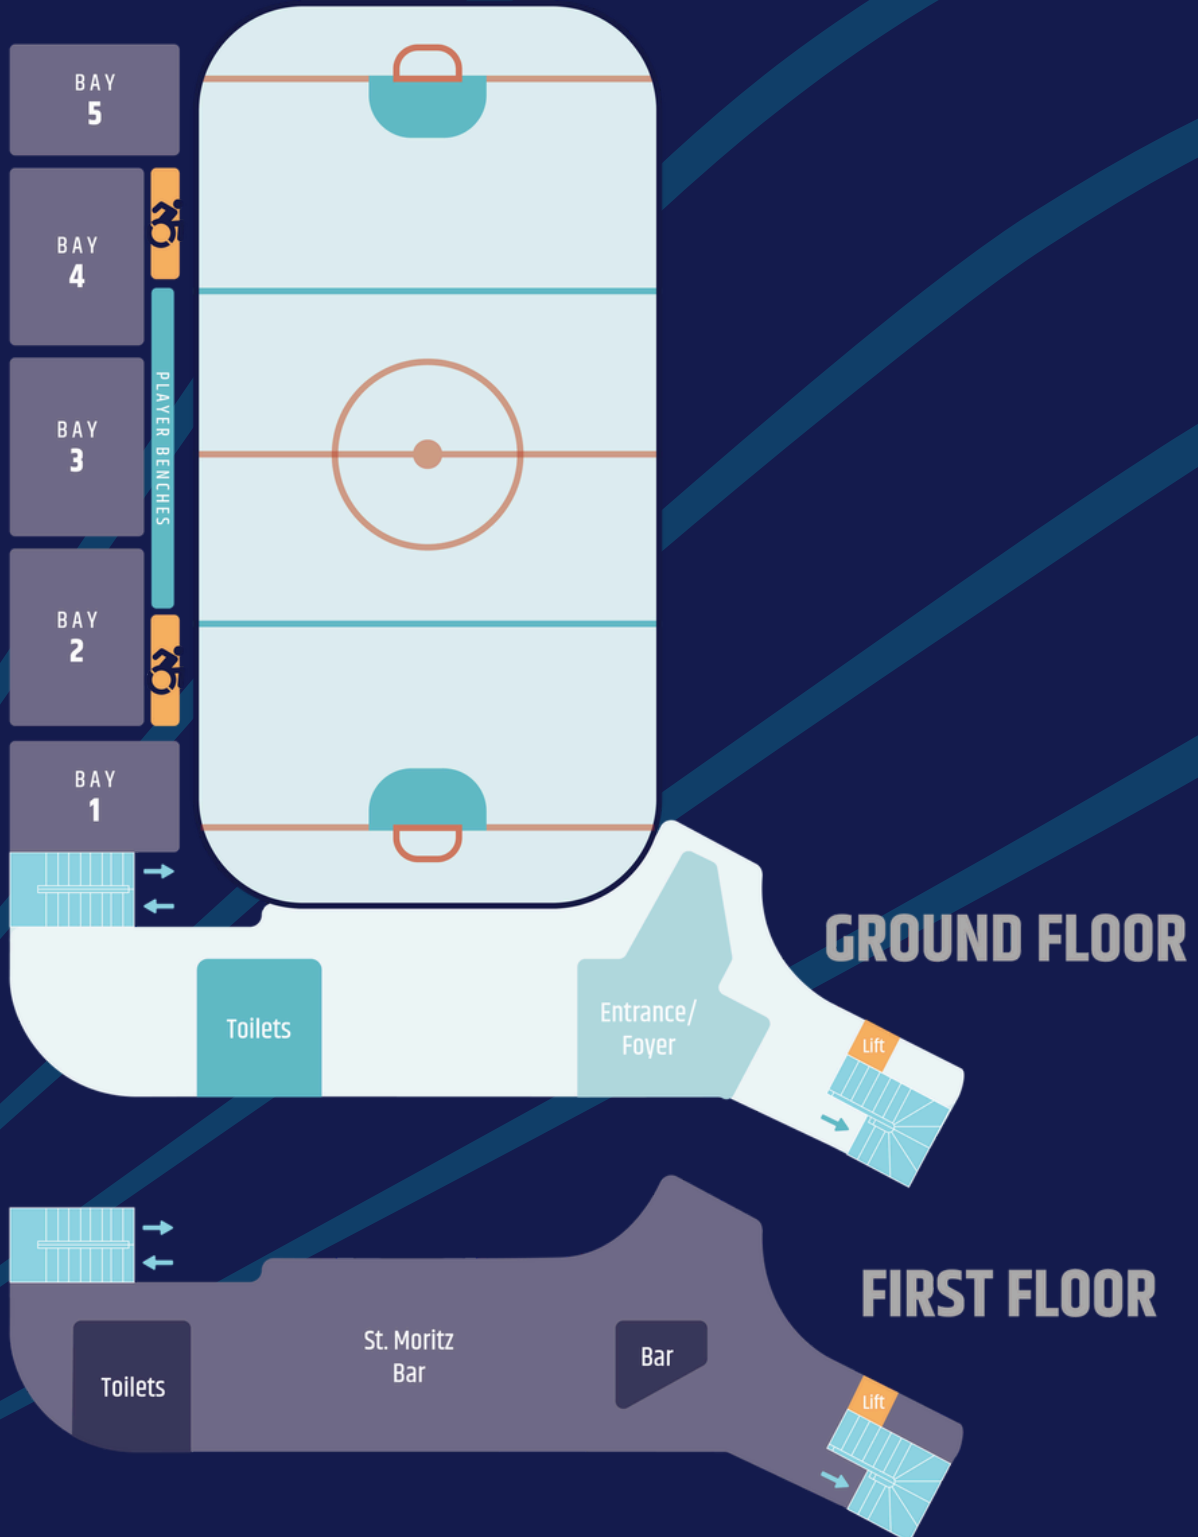 BAY
5
BAY
4
PLAYER BENCHES
BAY
3
BAY
2
BAY
1
GROUND FLOOR
Toilets
Entrance/
Foyer
Lift
FIRST FLOOR
St. Moritz
Bar
Bar
Toilets
Lift